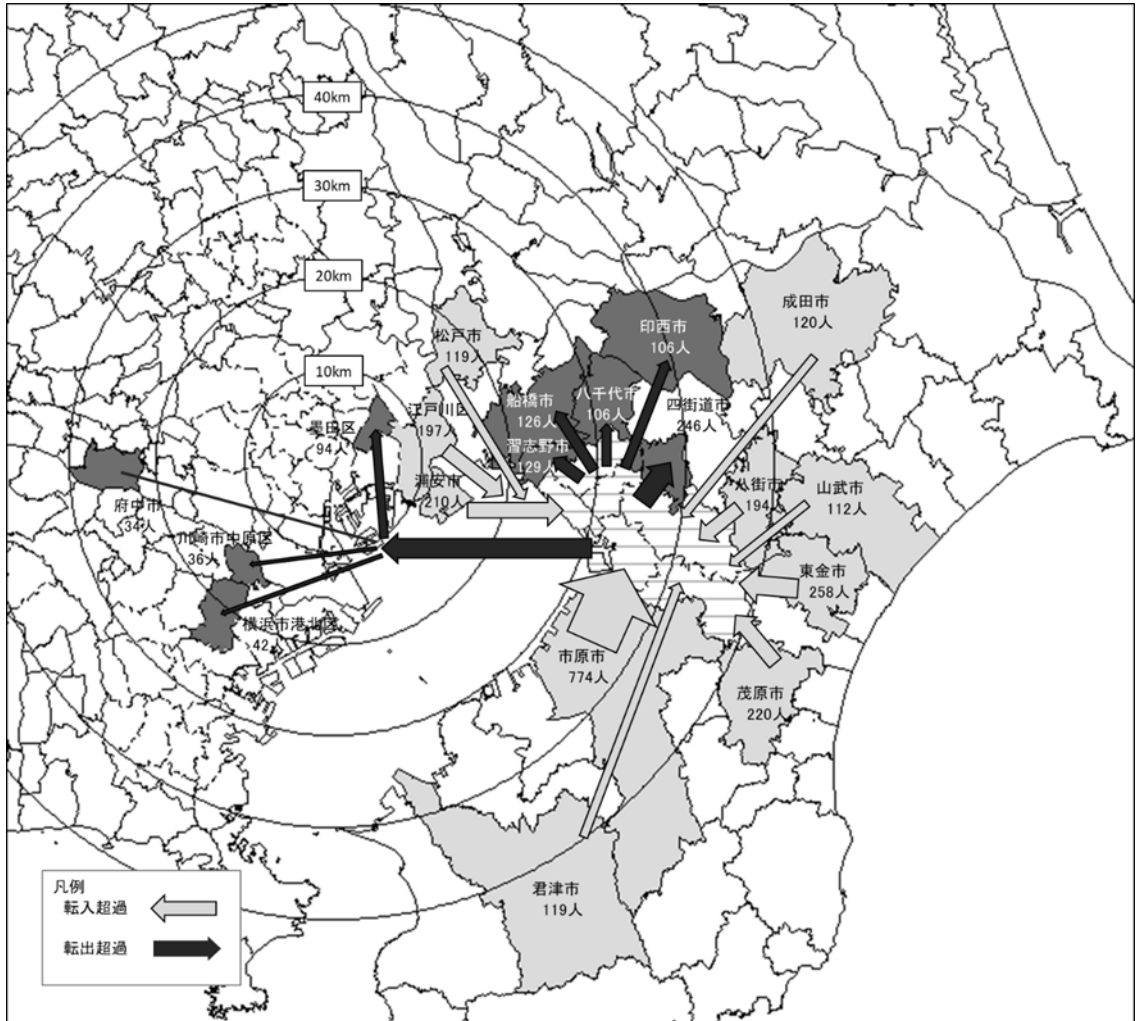 40km
30km
20km
10km
成田市
120人
松戸市
119人
印西市
106人
船橋市
126人
八千代市
106人
四街道市
246人
江戸川区
197人
墨田区
94人
習志野市
129人
浦安市
210人
八街市
194人
山武市
112人
府中市
34人
川崎市中原区
36人
東金市
258人
横浜市港北区
42人
市原市
774人
茂原市
220人
君津市
119人
凡例
転入超過
転出超過